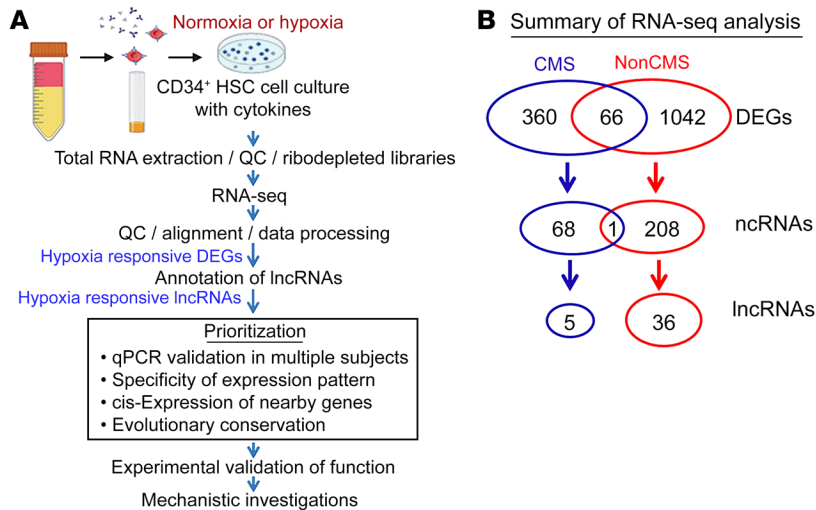 A
Normoxia or hypoxia
CD34+ HSC cell culture
with cytokines
Total RNA extraction / QC / ribodepleted libraries
RNA-seq
QC / alignment / data processing
Hypoxia responsive DEGs
Annotation of lncRNAs
Hypoxia responsive lncRNAs
Prioritization
• qPCR validation in multiple subjects
• Specificity of expression pattern
• cis-Expression of nearby genes
• Evolutionary conservation
Experimental validation of function
Mechanistic investigations
B
Summary of RNA-seq analysis
CMS NonCMS
360 66 1042 DEGs
68 1 208 ncRNAs
5 36 lncRNAs